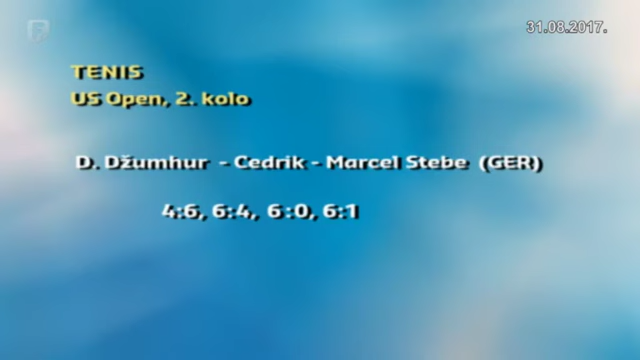 31.08.2017.
TENIS
US Open, 2. kolo
D. Džumhur - Cedrik - Marcel Stebe (GER)
4:6, 6:4, 6:0, 6:1